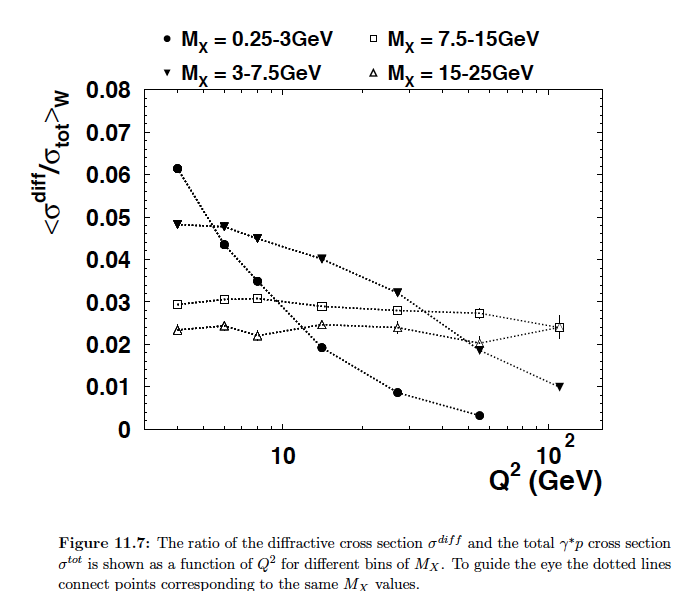 ● M_X = 0.25-3GeV □ M_X = 7.5-15GeV
▼ M_X = 3-7.5GeV △ M_X = 15-25GeV
<σ^diff/σ_tot>_W
0.08
0.07
0.06
0.05
0.04
0.03
0.02
0.01
0
10 10^2
Q^2 (GeV)
Figure 11.7: The ratio of the diffractive cross section σ^diff and the total γ*p cross section
σ^tot is shown as a function of Q^2 for different bins of M_X. To guide the eye the dotted lines
connect points corresponding to the same M_X values.